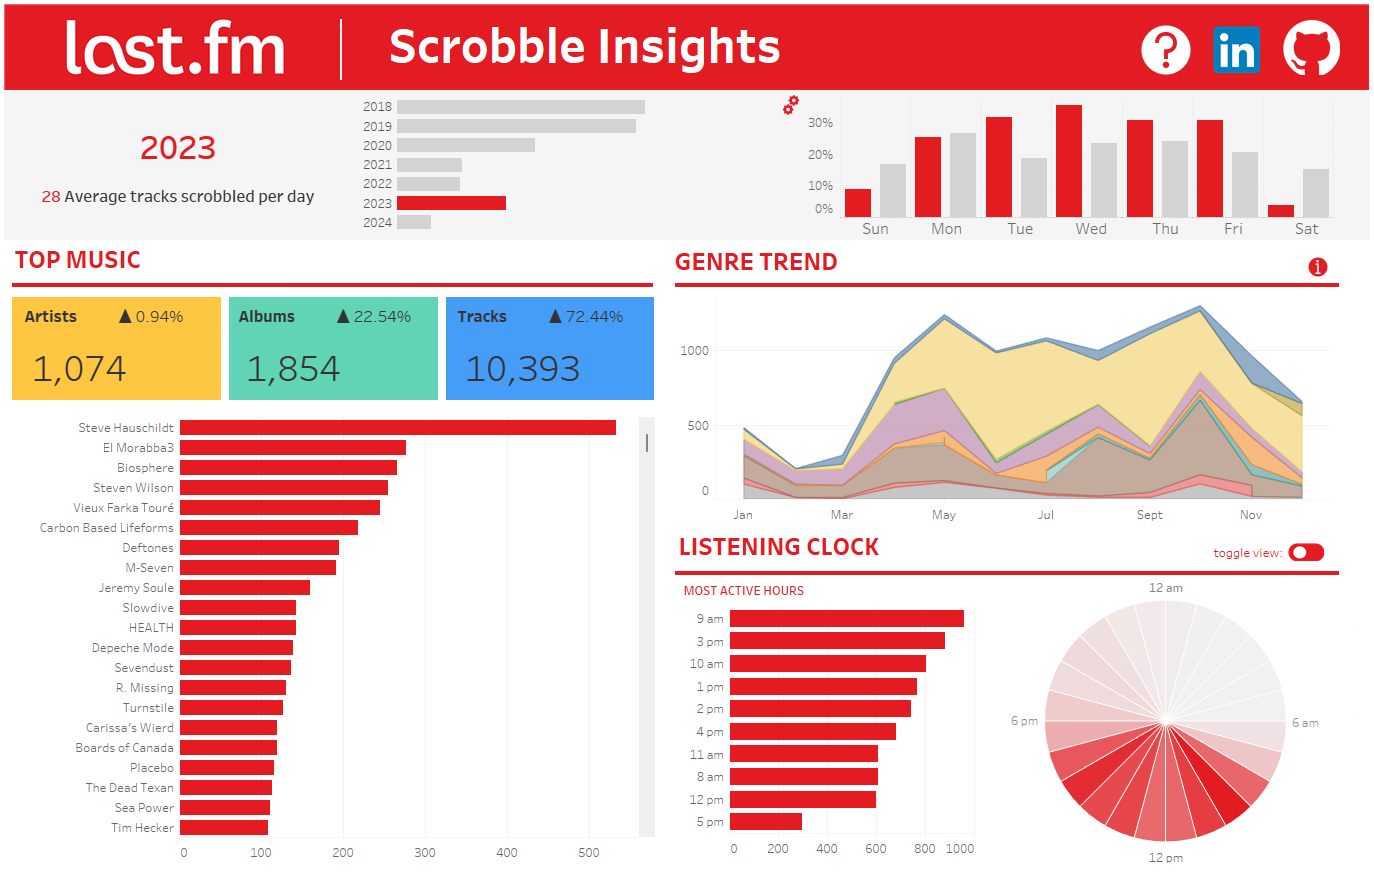 last.fm
Scrobble Insights
?
in
2023
28 Average tracks scrobbled per day
2018
2019
2020
2021
2022
2023
2024
30%
20%
10%
0%
Sun Mon Tue Wed Thu Fri Sat
TOP MUSIC
Artists ▲ 0.94%
1,074
Albums ▲ 22.54%
1,854
Tracks ▲ 72.44%
10,393
Steve Hauschildt
El Morabba3
Biosphere
Steven Wilson
Vieux Farka Touré
Carbon Based Lifeforms
Deftones
M-Seven
Jeremy Soule
Slowdive
HEALTH
Depeche Mode
Sevendust
R. Missing
Turnstile
Carissa's Wierd
Boards of Canada
Placebo
The Dead Texan
Sea Power
Tim Hecker
0 100 200 300 400 500
GENRE TREND
i
1000
500
0
Jan Mar May Jul Sept Nov
LISTENING CLOCK
toggle view:
MOST ACTIVE HOURS
9 am
3 pm
10 am
1 pm
2 pm
4 pm
11 am
8 am
12 pm
5 pm
0 200 400 600 800 1000
12 am
6 pm
6 am
12 pm